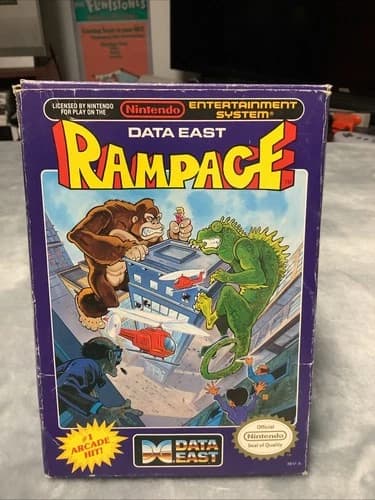 FLINTSTONES
LICENSED BY NINTENDO
FOR PLAY ON THE
Nintendo
ENTERTAINMENT
SYSTEM®
DATA EAST
RAMPAGE
TM
#1
ARCADE
HIT!
DATA
EAST
Official
Nintendo
Seal of Quality